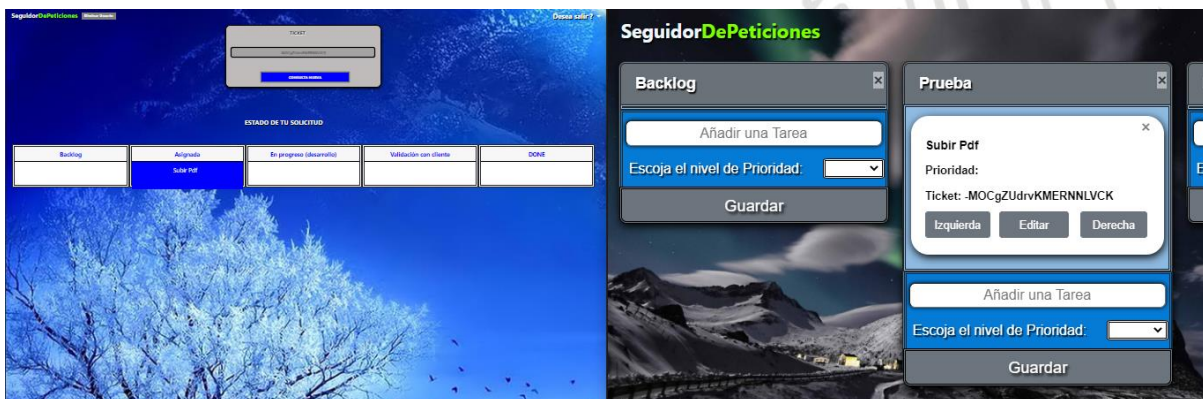 SeguidorDePeticiones
Desea salir?
TICKET
CONSULTA AHORA
ESTADO DE TU SOLICITUD
Backlog
Asignada
En progreso (desarrollo)
Validación con cliente
DONE
Subir Pdf
SeguidorDePeticiones
Backlog
×
Añadir una Tarea
Escoja el nivel de Prioridad:
Guardar
Prueba
×
×
Subir Pdf
Prioridad:
Ticket: -MOCgZUdrvKMERNNLVCK
Izquierda
Editar
Derecha
Añadir una Tarea
Escoja el nivel de Prioridad:
Guardar
E